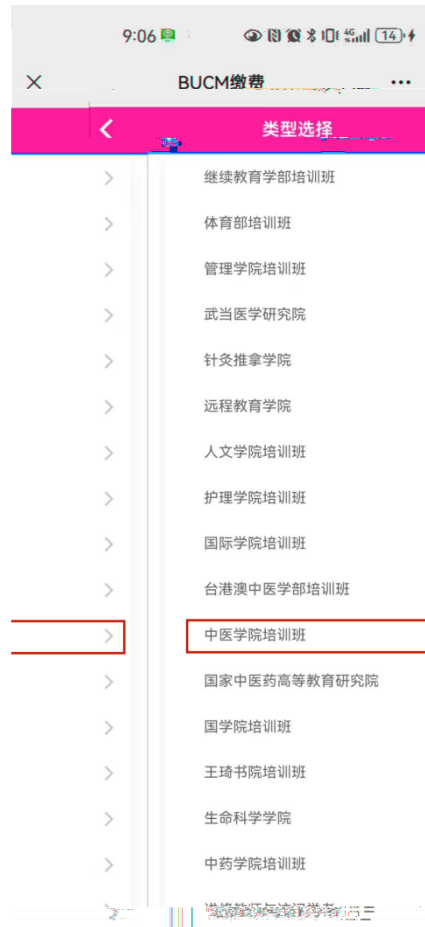 9:06
4G
14
BUCM缴费
类型选择
继续教育学部培训班
体育部培训班
管理学院培训班
武当医学研究院
针灸推拿学院
远程教育学院
人文学院培训班
护理学院培训班
国际学院培训班
台港澳中医学部培训班
中医学院培训班
国家中医药高等教育研究院
国学院培训班
王琦书院培训班
生命科学学院
中药学院培训班